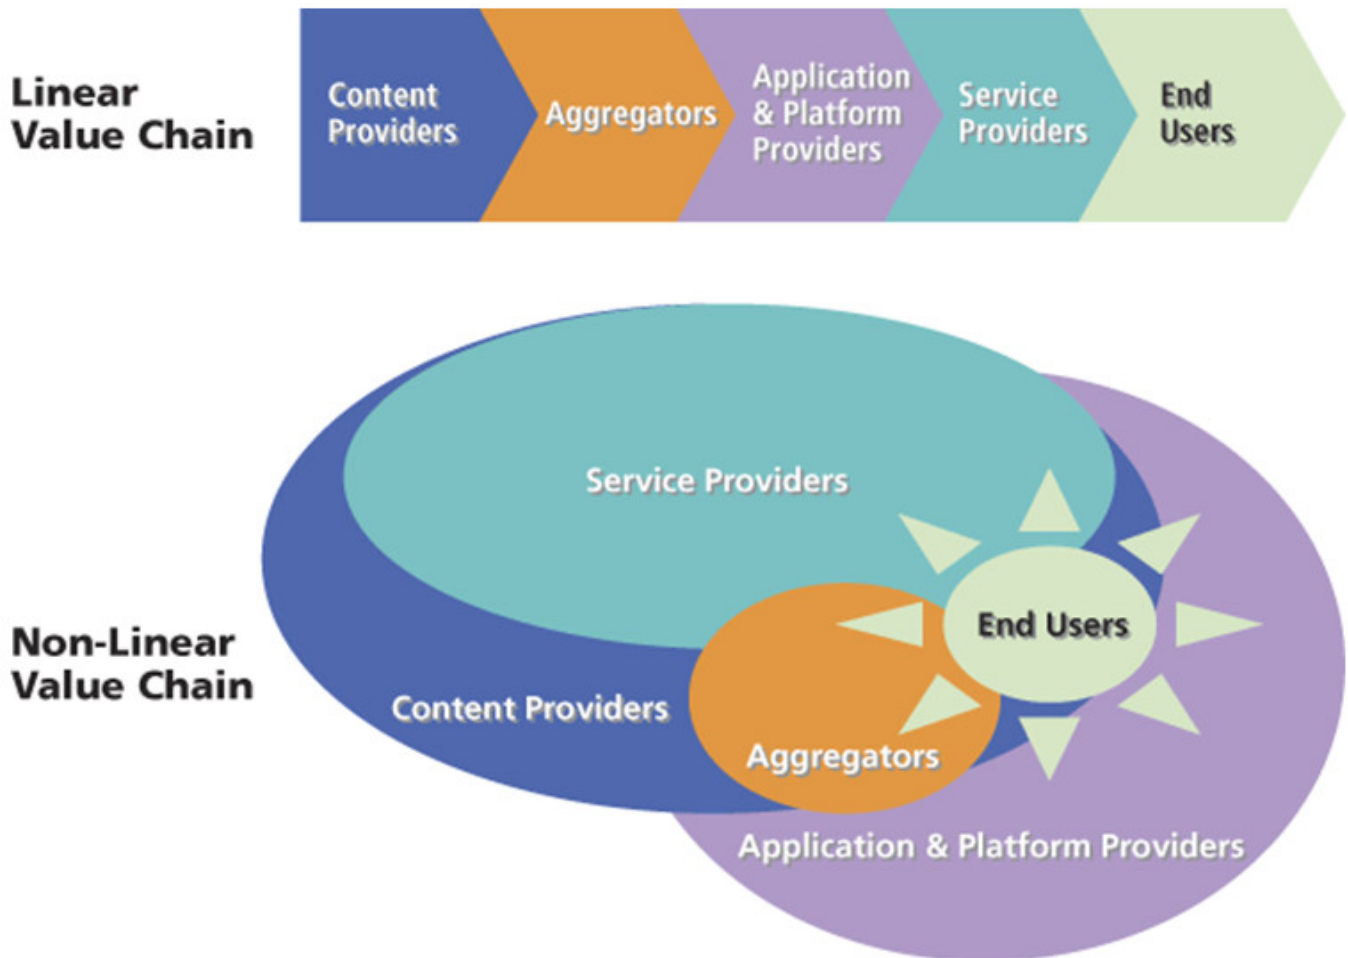 Linear
Value Chain
Content
Providers
Aggregators
Application
& Platform
Providers
Service
Providers
End
Users
Non-Linear
Value Chain
Service Providers
End Users
Content Providers
Aggregators
Application & Platform Providers